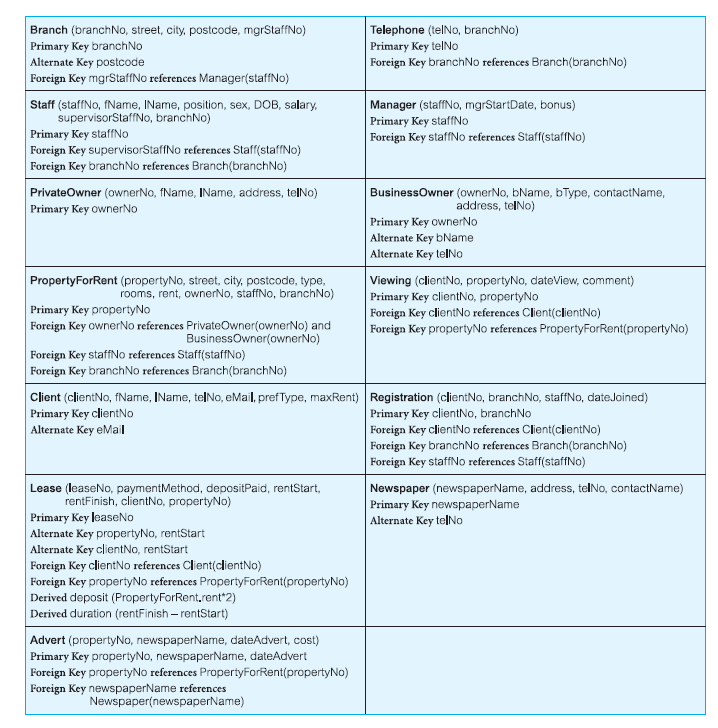 Branch (branchNo, street, city, postcode, mgrStaffNo)
Primary Key branchNo
Alternate Key postcode
Foreign Key mgrStaffNo references Manager(staffNo)
Telephone (telNo, branchNo)
Primary Key telNo
Foreign Key branchNo references Branch(branchNo)
Staff (staffNo, fName, lName, position, sex, DOB, salary,
supervisorStaffNo, branchNo)
Primary Key staffNo
Foreign Key supervisorStaffNo references Staff(staffNo)
Foreign Key branchNo references Branch(branchNo)
Manager (staffNo, mgrStartDate, bonus)
Primary Key staffNo
Foreign Key staffNo references Staff(staffNo)
PrivateOwner (ownerNo, fName, lName, address, telNo)
Primary Key ownerNo
BusinessOwner (ownerNo, bName, bType, contactName,
address, telNo)
Primary Key ownerNo
Alternate Key bName
Alternate Key telNo
PropertyForRent (propertyNo, street, city, postcode, type,
rooms, rent, ownerNo, staffNo, branchNo)
Primary Key propertyNo
Foreign Key ownerNo references PrivateOwner(ownerNo) and
BusinessOwner(ownerNo)
Foreign Key staffNo references Staff(staffNo)
Foreign Key branchNo references Branch(branchNo)
Viewing (clientNo, propertyNo, dateView, comment)
Primary Key clientNo, propertyNo
Foreign Key clientNo references Client(clientNo)
Foreign Key propertyNo references PropertyForRent(propertyNo)
Client (clientNo, fName, lName, telNo, eMail, prefType, maxRent)
Primary Key clientNo
Alternate Key eMail
Registration (clientNo, branchNo, staffNo, dateJoined)
Primary Key clientNo, branchNo
Foreign Key clientNo references Client(clientNo)
Foreign Key branchNo references Branch(branchNo)
Foreign Key staffNo references Staff(staffNo)
Lease (leaseNo, paymentMethod, depositPaid, rentStart,
rentFinish, clientNo, propertyNo)
Primary Key leaseNo
Alternate Key propertyNo, rentStart
Alternate Key clientNo, rentStart
Foreign Key clientNo references Client(clientNo)
Foreign Key propertyNo references PropertyForRent(propertyNo)
Derived deposit (PropertyForRent.rent*2)
Derived duration (rentFinish – rentStart)
Newspaper (newspaperName, address, telNo, contactName)
Primary Key newspaperName
Alternate Key telNo
Advert (propertyNo, newspaperName, dateAdvert, cost)
Primary Key propertyNo, newspaperName, dateAdvert
Foreign Key propertyNo references PropertyForRent(propertyNo)
Foreign Key newspaperName references
Newspaper(newspaperName)